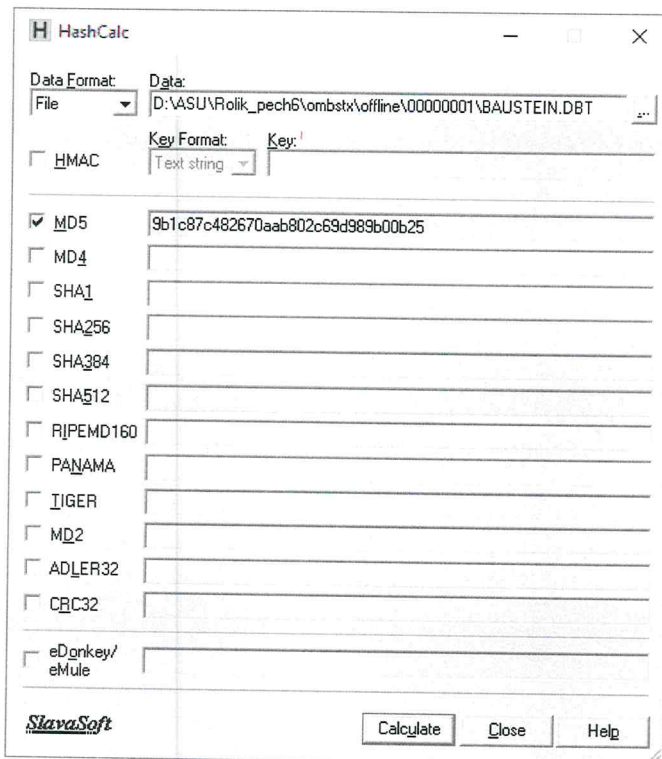 HashCalc
Data Format: Data:
File D:\ASU\Rolik_pech6\ombstx\offline\00000001\BAUSTEIN.DBT ...
Key Format: Key:
HMAC Text string
MD5 9b1c87c482670aab802c69d989b00b25
MD4
SHA1
SHA256
SHA384
SHA512
RIPEMD160
PANAMA
TIGER
MD2
ADLER32
CRC32
eDonkey/
eMule
SlavaSoft Calculate Close Help